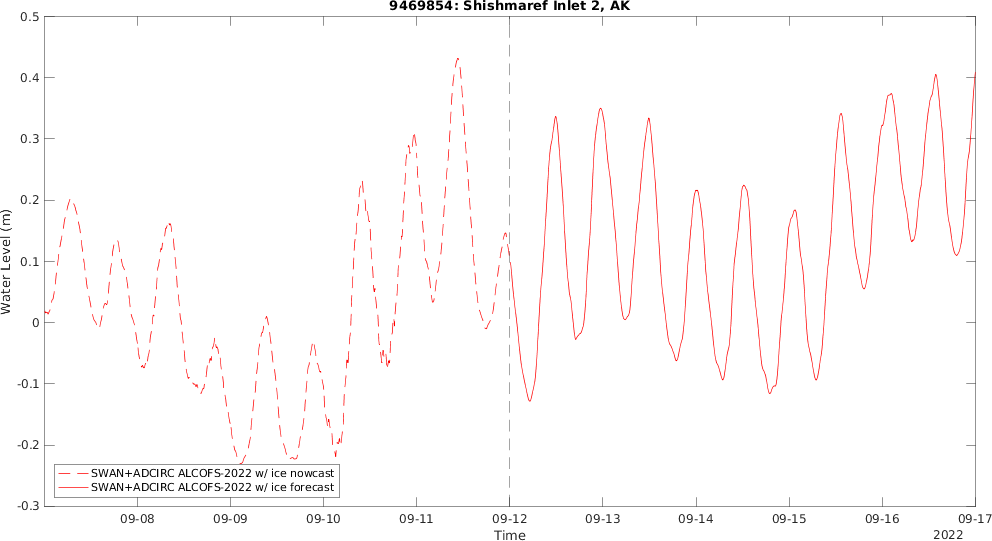 9469854: Shishmaref Inlet 2, AK
0.5
0.4
0.3
0.2
0.1
0
-0.1
-0.2
-0.3
Water Level (m)
SWAN+ADCIRC ALCOFS-2022 w/ ice nowcast
SWAN+ADCIRC ALCOFS-2022 w/ ice forecast
09-08 09-09 09-10 09-11 09-12 09-13 09-14 09-15 09-16 09-17
Time
2022